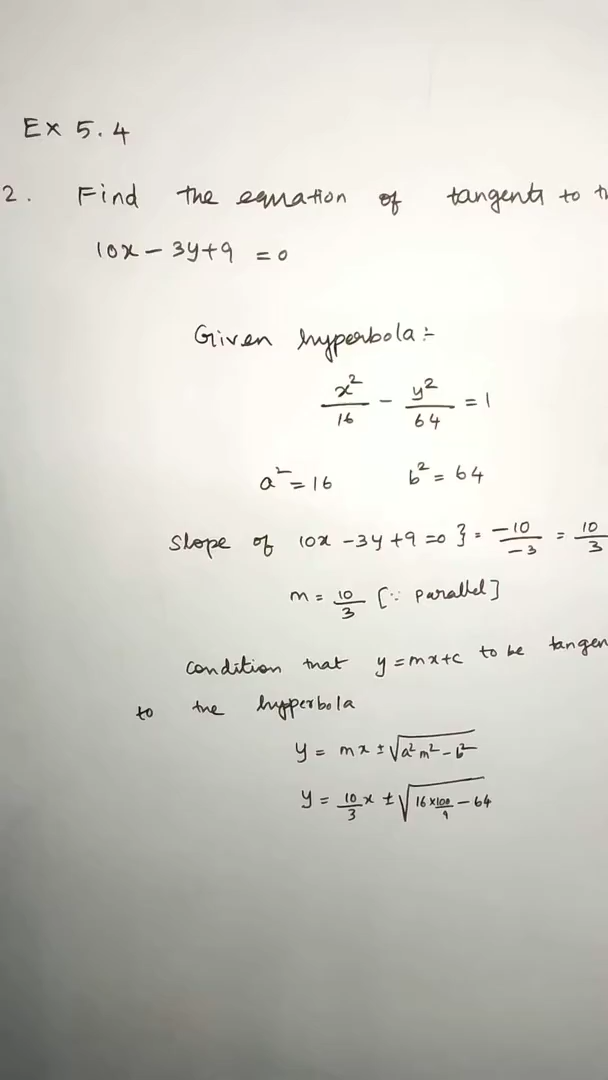 Ex 5.4
2. Find the equation of tangents to
10x - 3y + 9 = 0
Given hyperbola :-
x²/16 - y²/64 = 1
a² = 16 b² = 64
Slope of 10x - 3y + 9 = 0 } = -10/-3 = 10/3
m = 10/3 [∵ parallel]
condition that y = mx + c to be tangen
to the hyperbola
y = mx ± √(a²m² - b²)
y = 10/3 x ± √(16 × 100/9 - 64)